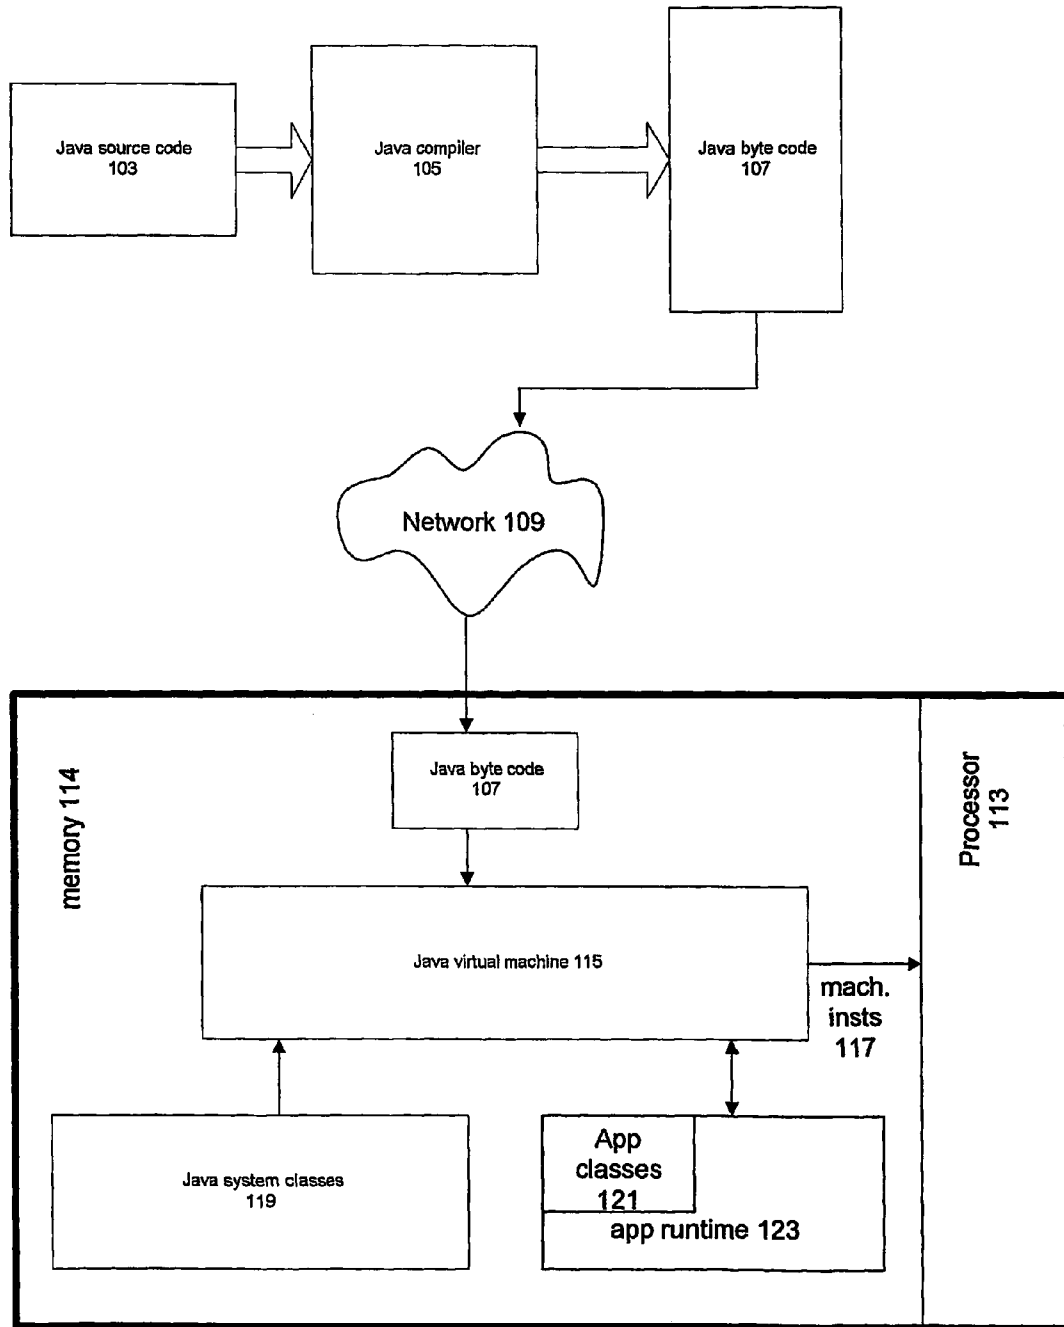 Java source code
103
Java compiler
105
Java byte code
107
Network 109
memory 114
Java byte code
107
Processor
113
Java virtual machine 115
mach.
insts
117
Java system classes
119
App
classes
121
app runtime 123